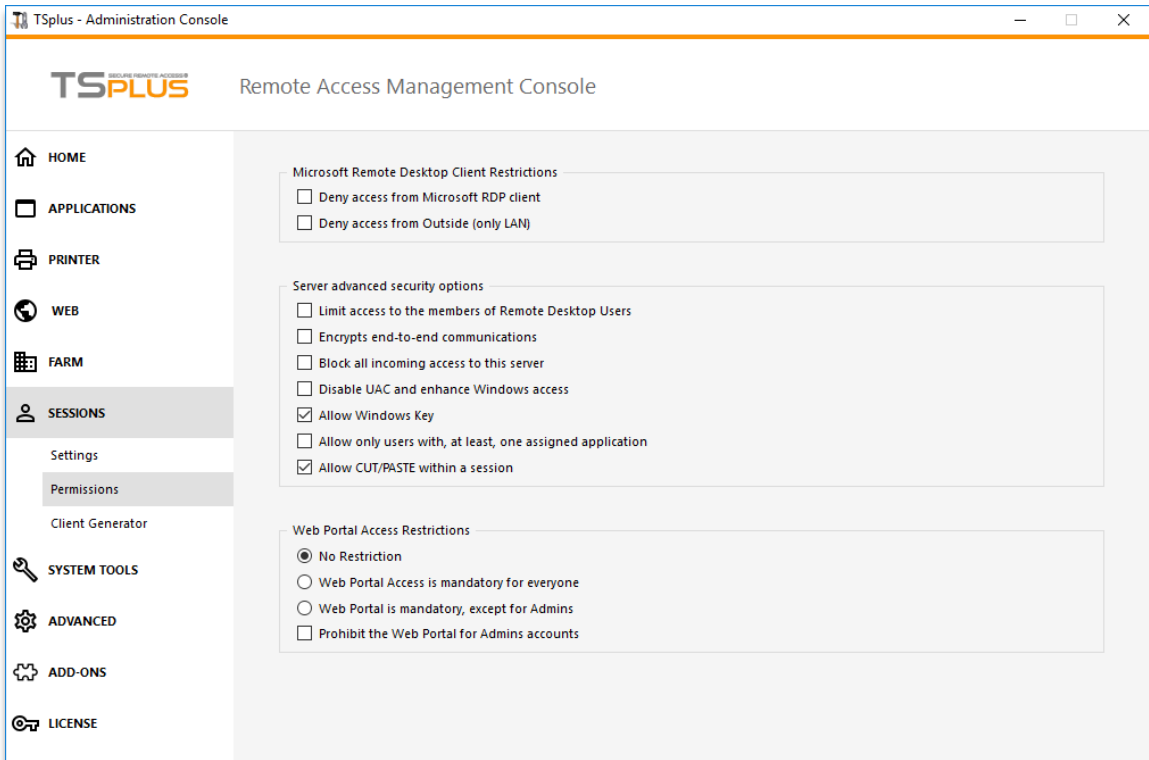 TSplus - Administration Console
SECURE REMOTE ACCESS
TSPLUS
Remote Access Management Console
HOME
APPLICATIONS
PRINTER
WEB
FARM
SESSIONS
Settings
Permissions
Client Generator
SYSTEM TOOLS
ADVANCED
ADD-ONS
LICENSE
Microsoft Remote Desktop Client Restrictions
Deny access from Microsoft RDP client
Deny access from Outside (only LAN)
Server advanced security options
Limit access to the members of Remote Desktop Users
Encrypts end-to-end communications
Block all incoming access to this server
Disable UAC and enhance Windows access
Allow Windows Key
Allow only users with, at least, one assigned application
Allow CUT/PASTE within a session
Web Portal Access Restrictions
No Restriction
Web Portal Access is mandatory for everyone
Web Portal is mandatory, except for Admins
Prohibit the Web Portal for Admins accounts